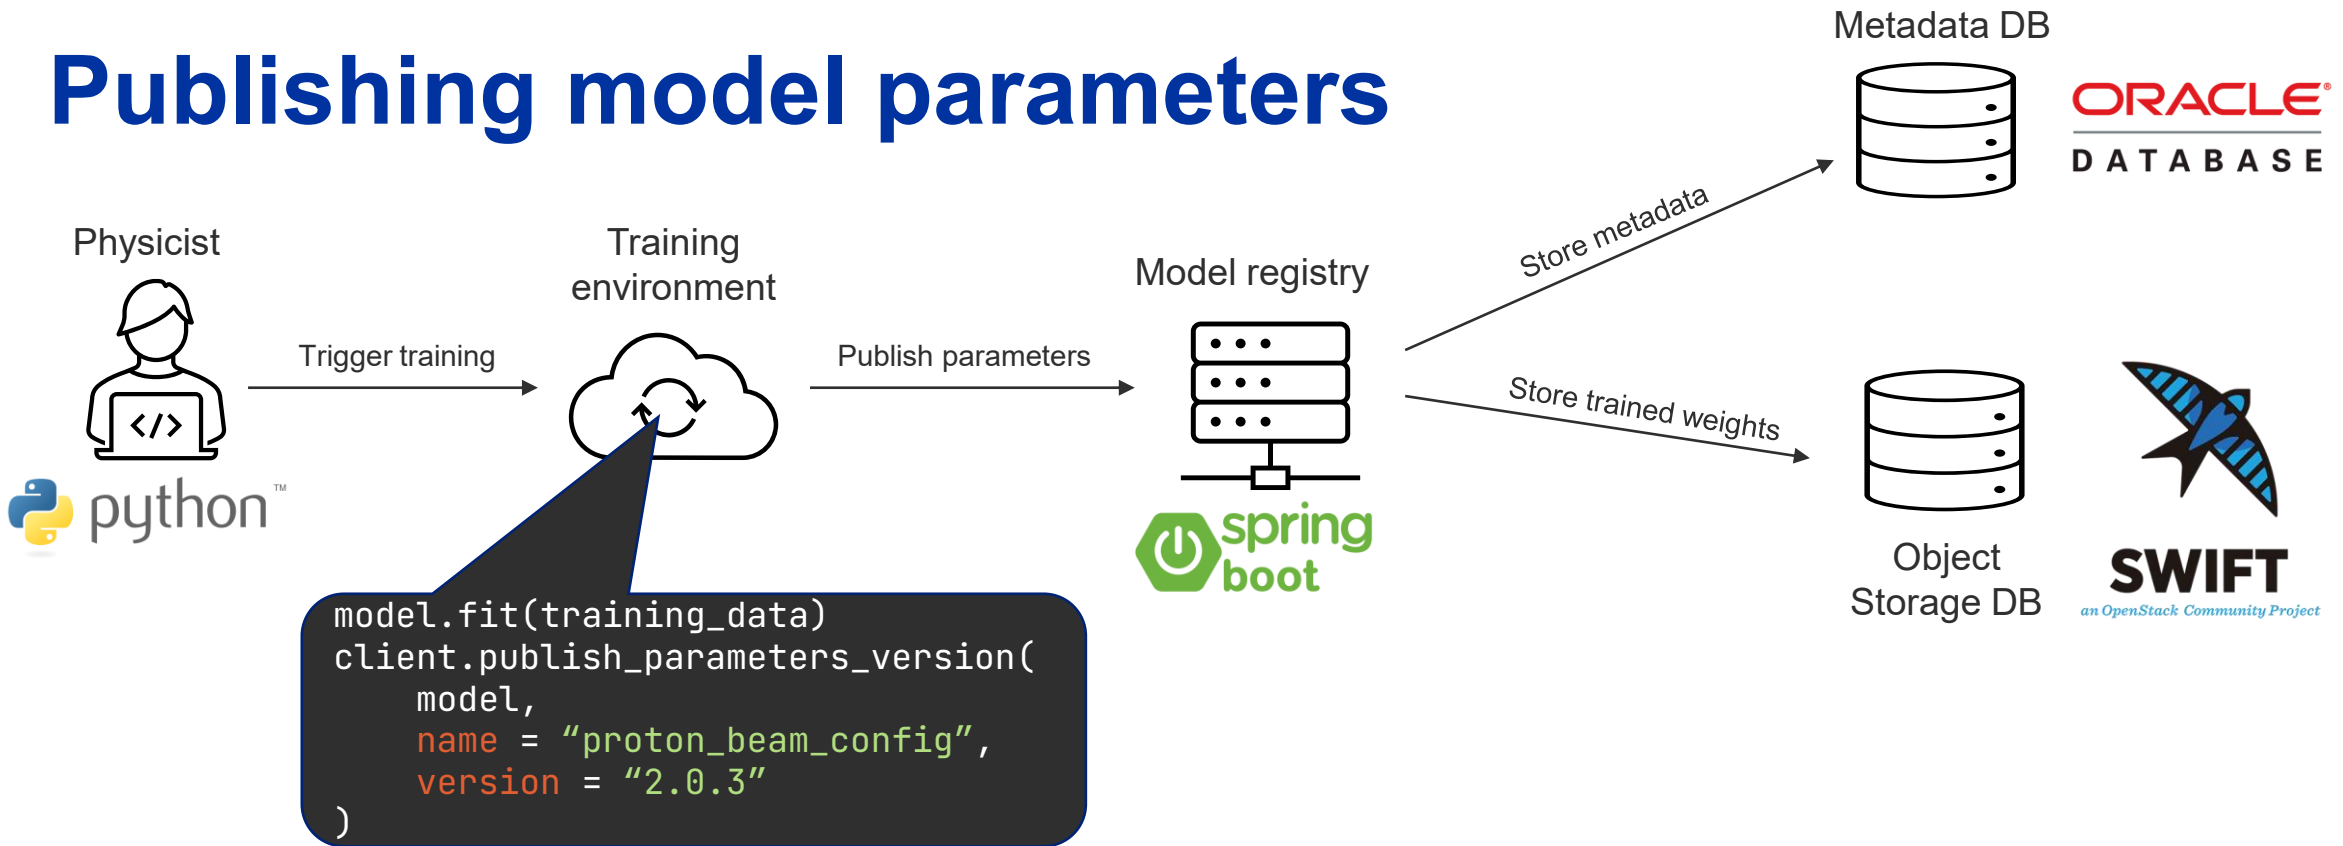 Publishing model parameters
Physicist
</>
python™
Trigger training
Training
environment
Publish parameters
Model registry
spring
boot
Store metadata
Store trained weights
Metadata DB
ORACLE®
DATABASE
Object
Storage DB
SWIFT
an OpenStack Community Project
model.fit(training_data)
client.publish_parameters_version(
    model,
    name = “proton_beam_config”,
    version = “2.0.3”
)